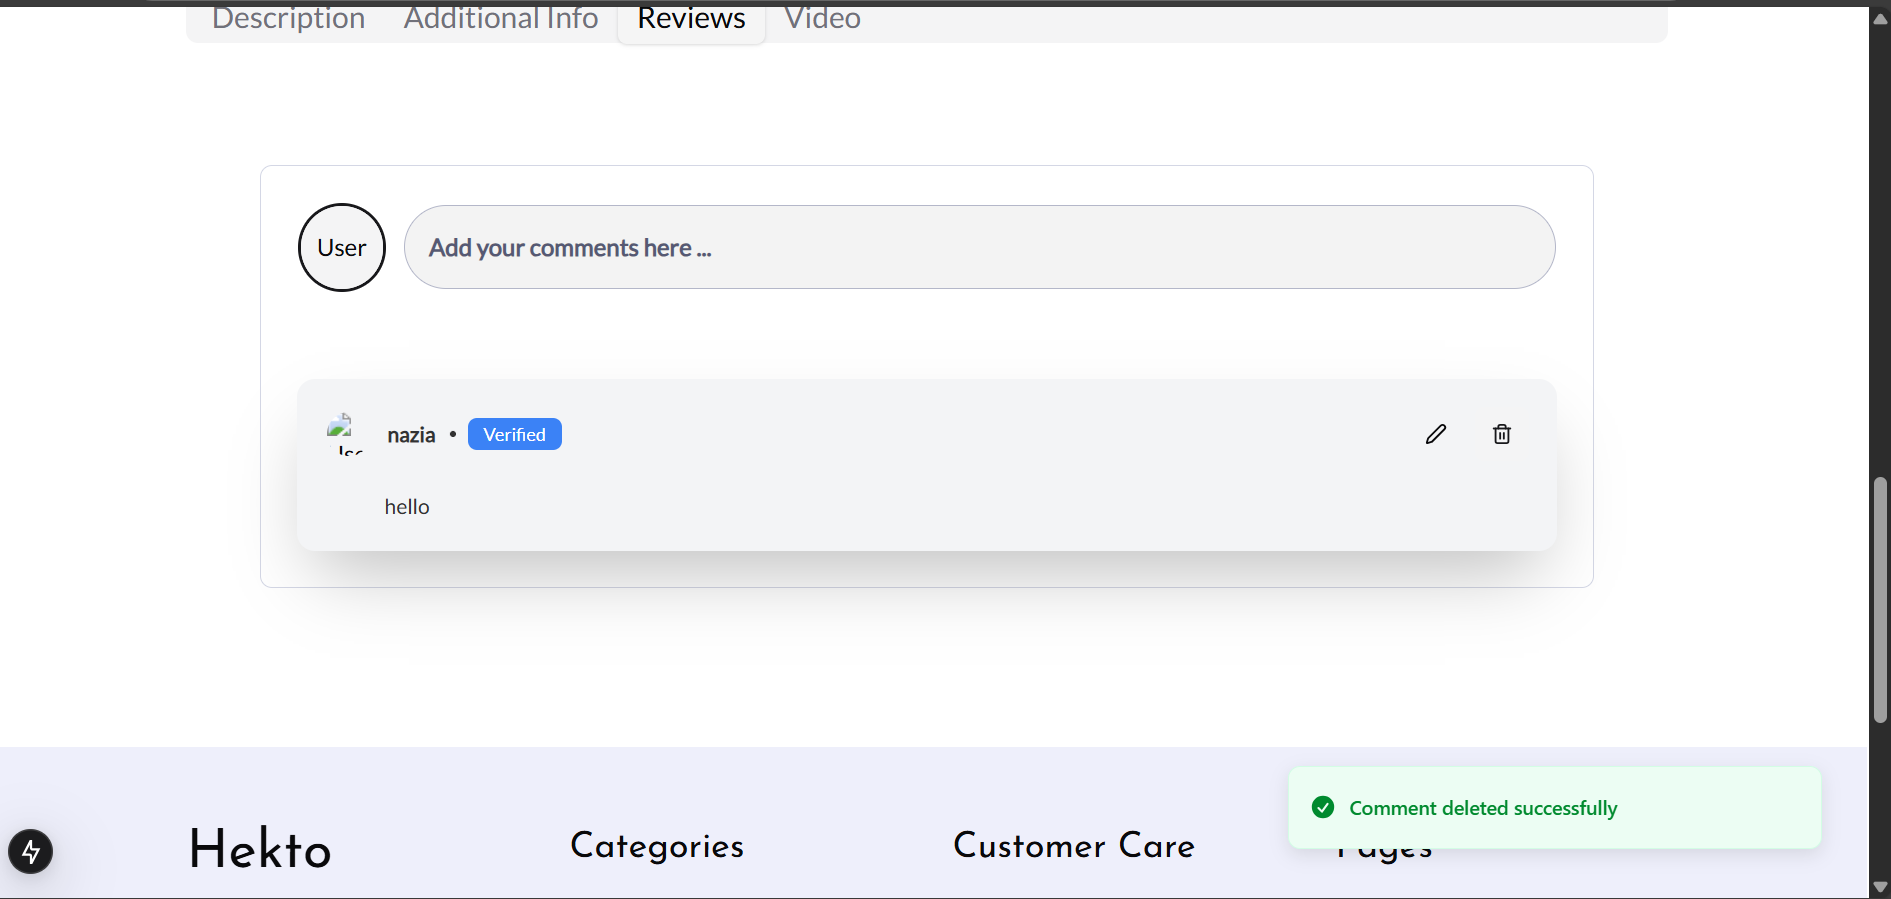 Description Additional Info Reviews Video
User Add your comments here ...
nazia • Verified
hello
Comment deleted successfully
Hekto Categories Customer Care Pages